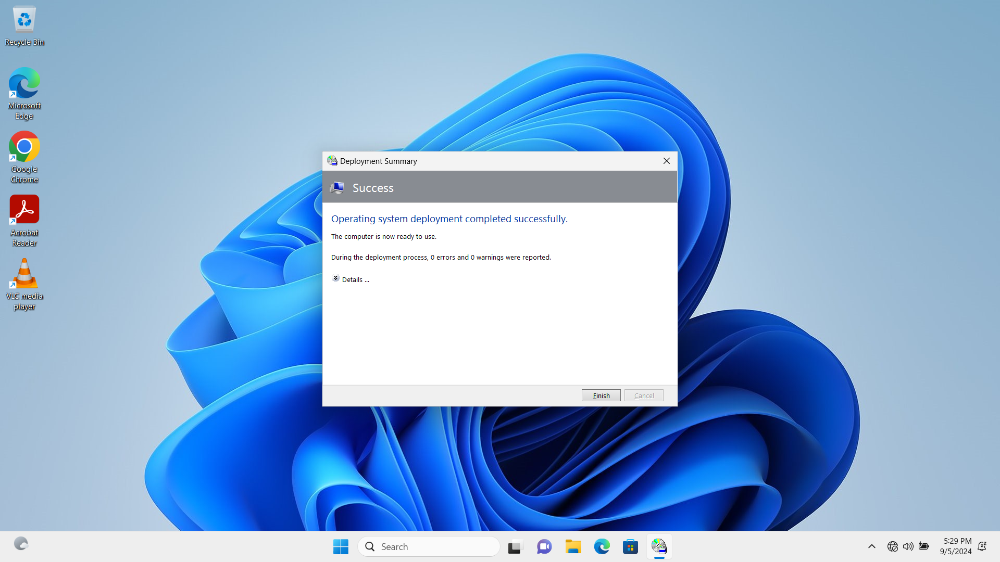 Recycle Bin
Microsoft
Edge
Google
Chrome
Acrobat
Reader
VLC media
player
Deployment Summary
Success
Operating system deployment completed successfully.
The computer is now ready to use.
During the deployment process, 0 errors and 0 warnings were reported.
Details ...
Finish
Cancel
Search
5:29 PM
9/5/2024